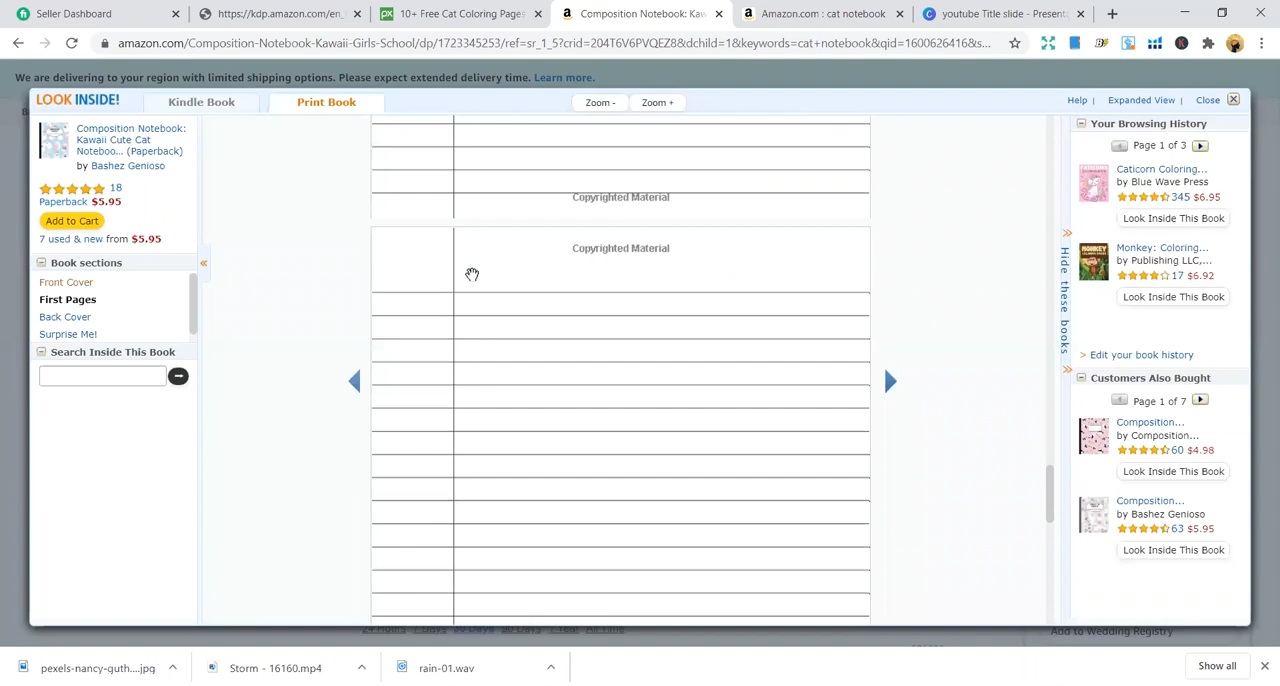 Seller Dashboard
https://kdp.amazon.com/en_
10+ Free Cat Coloring Pages
Composition Notebook: Kaw
Amazon.com : cat notebook
youtube Title slide - Present
amazon.com/Composition-Notebook-Kawaii-Girls-School/dp/1723345253/ref=sr_1_5?crid=204T6V6PVQEZ8&dchild=1&keywords=cat+notebook&qid=1600626416&s...
We are delivering to your region with limited shipping options. Please expect extended delivery time. Learn more.
LOOK INSIDE!
Kindle Book
Print Book
Zoom -
Zoom +
Help |
Expanded View |
Close
Composition Notebook:
Kawaii Cute Cat
Noteboo... (Paperback)
by Bashez Genioso
18
Paperback $5.95
Add to Cart
7 used & new from $5.95
Book sections
Front Cover
First Pages
Back Cover
Surprise Me!
Search Inside This Book
Copyrighted Material
Copyrighted Material
Hide these books
Your Browsing History
Page 1 of 3
Caticorn Coloring...
by Blue Wave Press
345 $6.95
Look Inside This Book
Monkey: Coloring...
by Publishing LLC,...
17 $6.92
Look Inside This Book
> Edit your book history
Customers Also Bought
Page 1 of 7
Composition...
by Composition...
60 $4.98
Look Inside This Book
Composition...
by Bashez Genioso
63 $5.95
Look Inside This Book
Add to Wedding Registry
pexels-nancy-guth....jpg
Storm - 16160.mp4
rain-01.wav
Show all